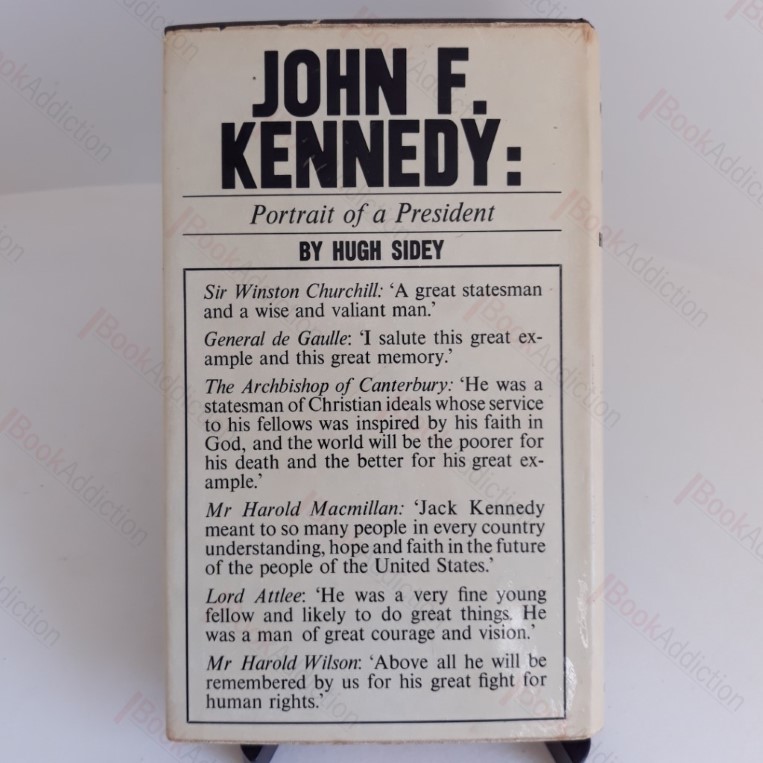 JOHN F.
KENNEDY:
Portrait of a President
BY HUGH SIDEY
Sir Winston Churchill: ‘A great statesman
and a wise and valiant man.’
General de Gaulle: ‘I salute this great ex-
ample and this great memory.’
The Archbishop of Canterbury: ‘He was a
statesman of Christian ideals whose service
to his fellows was inspired by his faith in
God, and the world will be the poorer for
his death and the better for his great ex-
ample.’
Mr Harold Macmillan: ‘Jack Kennedy
meant to so many people in every country
understanding, hope and faith in the future
of the people of the United States.’
Lord Attlee: ‘He was a very fine young
fellow and likely to do great things. He
was a man of great courage and vision.’
Mr Harold Wilson: ‘Above all he will be
remembered by us for his great fight for
human rights.’
BookAddiction